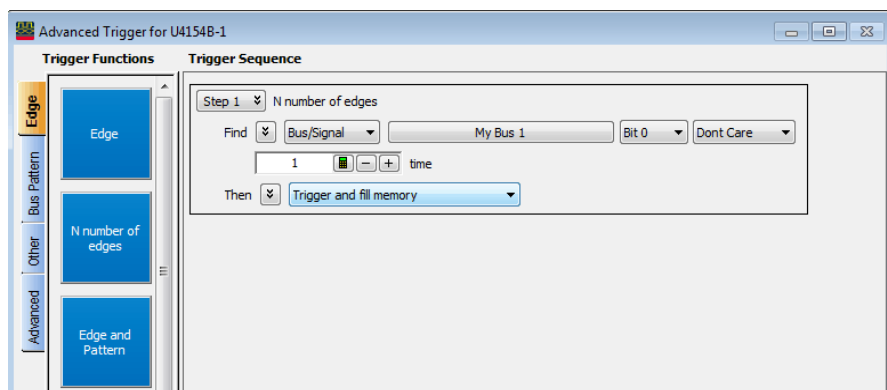 Advanced Trigger for U4154B-1
Trigger Functions
Trigger Sequence
Edge
Bus Pattern
Other
Advanced
Edge
N number of
edges
Edge and
Pattern
Step 1 N number of edges
Find Bus/Signal My Bus 1 Bit 0 Dont Care
1 time
Then Trigger and fill memory